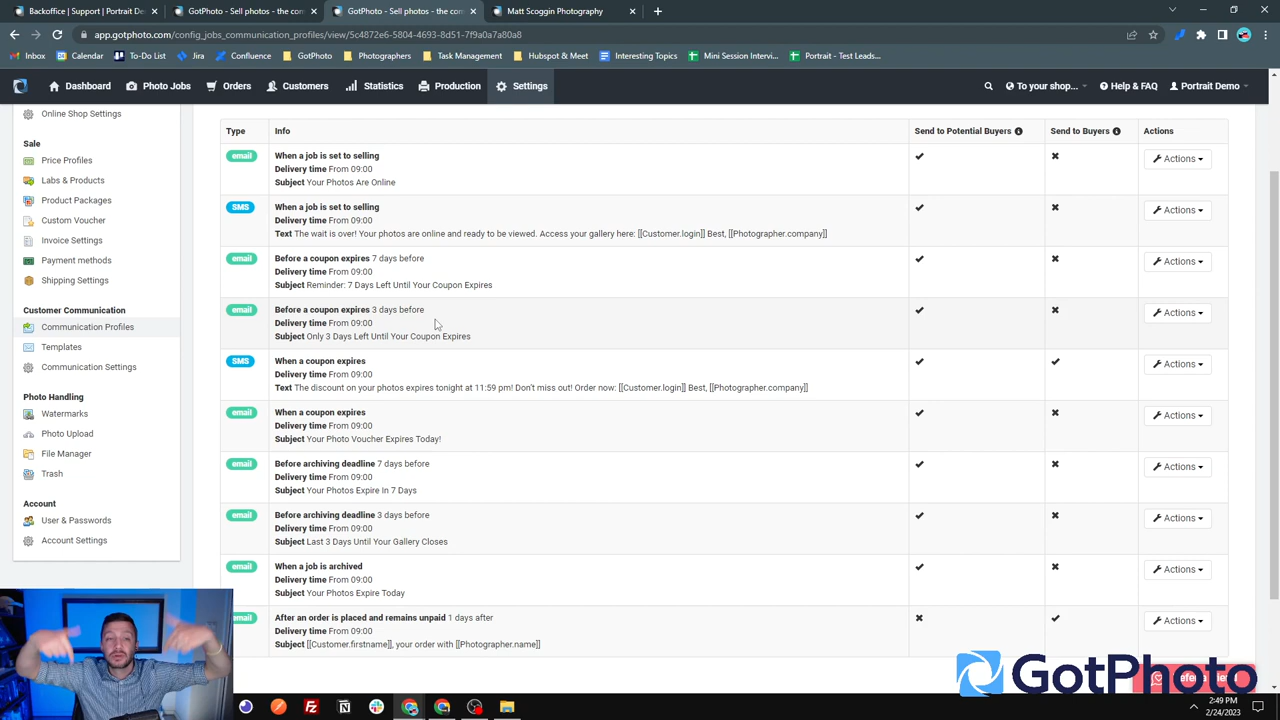 Backoffice | Support | Portrait De
GotPhoto - Sell photos - the con
GotPhoto - Sell photos - the con
Matt Scoggin Photography
app.gotphoto.com/config_jobs_communication_profiles/view/5c4872e6-5804-4693-8d51-7f9a0a7a80a8
Inbox
Calendar
To-Do List
Jira
Confluence
GotPhoto
Photographers
Task Management
Hubspot & Meet
Interesting Topics
Mini Session Intervi...
Portrait - Test Leads...
Dashboard
Photo Jobs
Orders
Customers
Statistics
Production
Settings
To your shop...
Help & FAQ
Portrait Demo
Online Shop Settings
Sale
Price Profiles
Labs & Products
Product Packages
Custom Voucher
Invoice Settings
Payment methods
Shipping Settings
Customer Communication
Communication Profiles
Templates
Communication Settings
Photo Handling
Watermarks
Photo Upload
File Manager
Trash
Account
User & Passwords
Account Settings
Type Info Send to Potential Buyers Send to Buyers Actions
email When a job is set to selling Actions
Delivery time From 09:00
Subject Your Photos Are Online
SMS When a job is set to selling Actions
Delivery time From 09:00
Text The wait is over! Your photos are online and ready to be viewed. Access your gallery here: [[Customer.login]] Best, [[Photographer.company]]
email Before a coupon expires 7 days before Actions
Delivery time From 09:00
Subject Reminder: 7 Days Left Until Your Coupon Expires
email Before a coupon expires 3 days before Actions
Delivery time From 09:00
Subject Only 3 Days Left Until Your Coupon Expires
SMS When a coupon expires Actions
Delivery time From 09:00
Text The discount on your photos expires tonight at 11:59 pm! Don't miss out! Order now: [[Customer.login]] Best, [[Photographer.company]]
email When a coupon expires Actions
Delivery time From 09:00
Subject Your Photo Voucher Expires Today!
email Before archiving deadline 7 days before Actions
Delivery time From 09:00
Subject Your Photos Expire In 7 Days
email Before archiving deadline 3 days before Actions
Delivery time From 09:00
Subject Last 3 Days Until Your Gallery Closes
email When a job is archived Actions
Delivery time From 09:00
Subject Your Photos Expire Today
email After an order is placed and remains unpaid 1 days after Actions
Delivery time From 09:00
Subject [[Customer.firstname]], your order with [[Photographer.name]]
GotPhoto
2:49 PM
2/24/2023